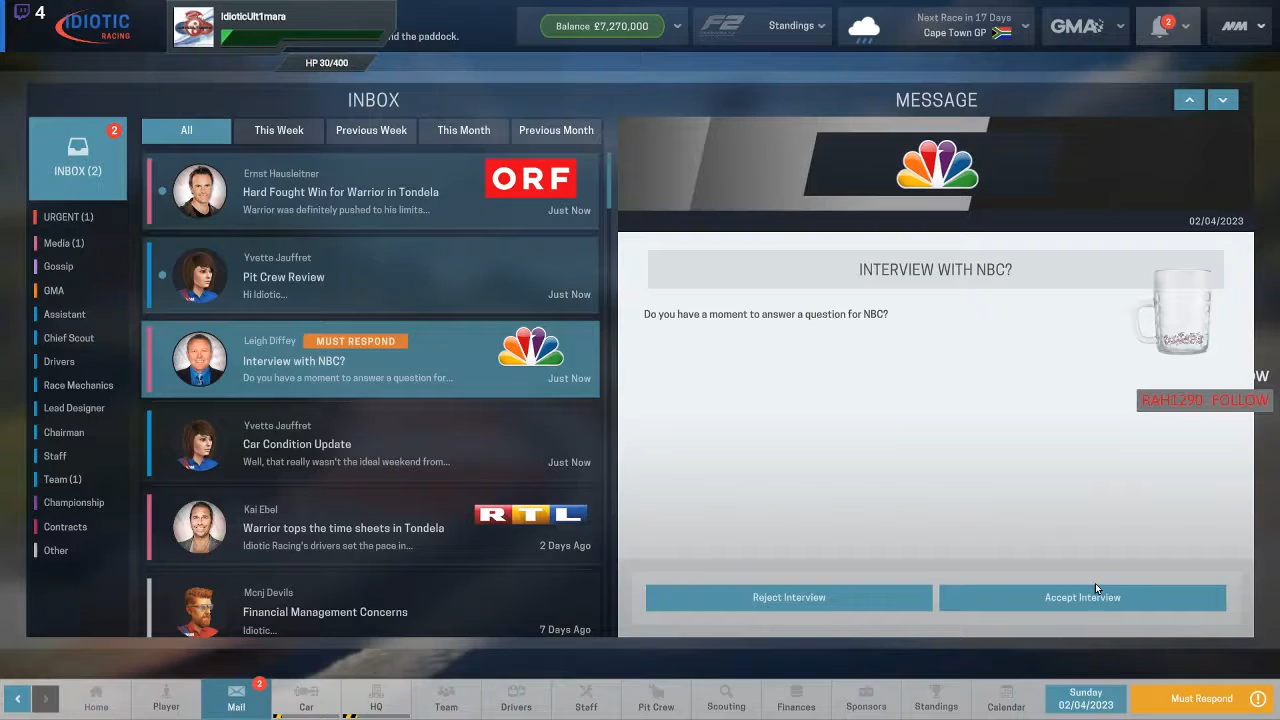 4
IDIOTIC
RACING
IdioticUlt1mara
nd the paddock.
HP 30/400
Balance £7,270,000
F2
Standings
Next Race in 17 Days
Cape Town GP
GMA
2
MM
INBOX
MESSAGE
2
INBOX (2)
URGENT (1)
Media (1)
Gossip
GMA
Assistant
Chief Scout
Drivers
Race Mechanics
Lead Designer
Chairman
Staff
Team (1)
Championship
Contracts
Other
All
This Week
Previous Week
This Month
Previous Month
Ernst Hausleitner
Hard Fought Win for Warrior in Tondela
Warrior was definitely pushed to his limits...
ORF
Just Now
Yvette Jauffret
Pit Crew Review
Hi Idiotic...
Just Now
Leigh Diffey MUST RESPOND
Interview with NBC?
Do you have a moment to answer a question for...
Just Now
Yvette Jauffret
Car Condition Update
Well, that really wasn't the ideal weekend from...
Just Now
Kai Ebel
Warrior tops the time sheets in Tondela
Idiotic Racing's drivers set the pace in...
RTL
2 Days Ago
Mcnj Devils
Financial Management Concerns
Idiotic...
7 Days Ago
02/04/2023
INTERVIEW WITH NBC?
Do you have a moment to answer a question for NBC?
OW
RAH1290 FOLLOW
Reject Interview
Accept Interview
Home
Player
Mail
2
Car
HQ
Team
Drivers
Staff
Pit Crew
Scouting
Finances
Sponsors
Standings
Calendar
Sunday
02/04/2023
Must Respond